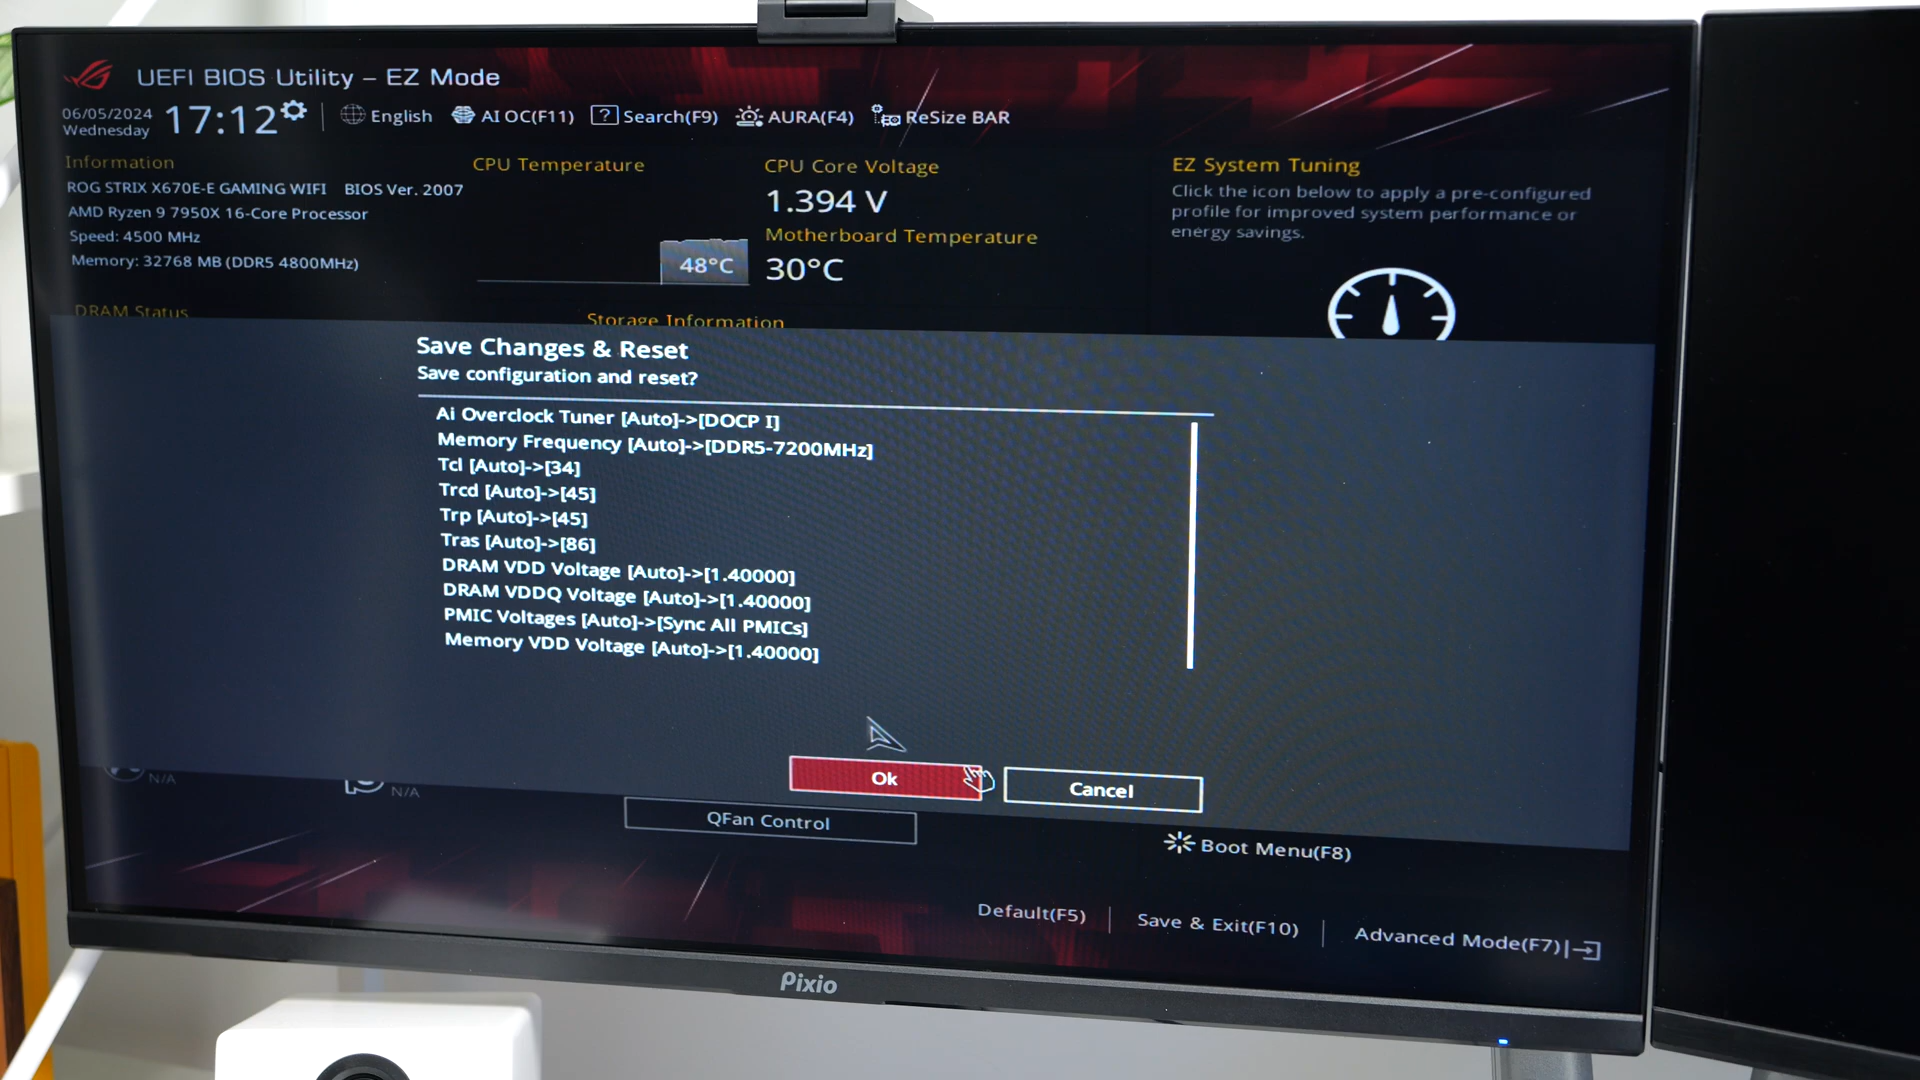 UEFI BIOS Utility – EZ Mode
06/05/2024
Wednesday
17:12
English
AI OC(F11)
? Search(F9)
AURA(F4)
ReSize BAR
Information
ROG STRIX X670E-E GAMING WIFI BIOS Ver. 2007
AMD Ryzen 9 7950X 16-Core Processor
Speed: 4500 MHz
Memory: 32768 MB (DDR5 4800MHz)
CPU Temperature
48°C
CPU Core Voltage
1.394 V
Motherboard Temperature
30°C
EZ System Tuning
Click the icon below to apply a pre-configured
profile for improved system performance or
energy savings.
DRAM Status
Storage Information
Save Changes & Reset
Save configuration and reset?
Ai Overclock Tuner [Auto]->[DOCP I]
Memory Frequency [Auto]->[DDR5-7200MHz]
Tcl [Auto]->[34]
Trcd [Auto]->[45]
Trp [Auto]->[45]
Tras [Auto]->[86]
DRAM VDD Voltage [Auto]->[1.40000]
DRAM VDDQ Voltage [Auto]->[1.40000]
PMIC Voltages [Auto]->[Sync All PMICs]
Memory VDD Voltage [Auto]->[1.40000]
Ok
Cancel
N/A
N/A
QFan Control
Boot Menu(F8)
Default(F5)
Save & Exit(F10)
Advanced Mode(F7)
Pixio